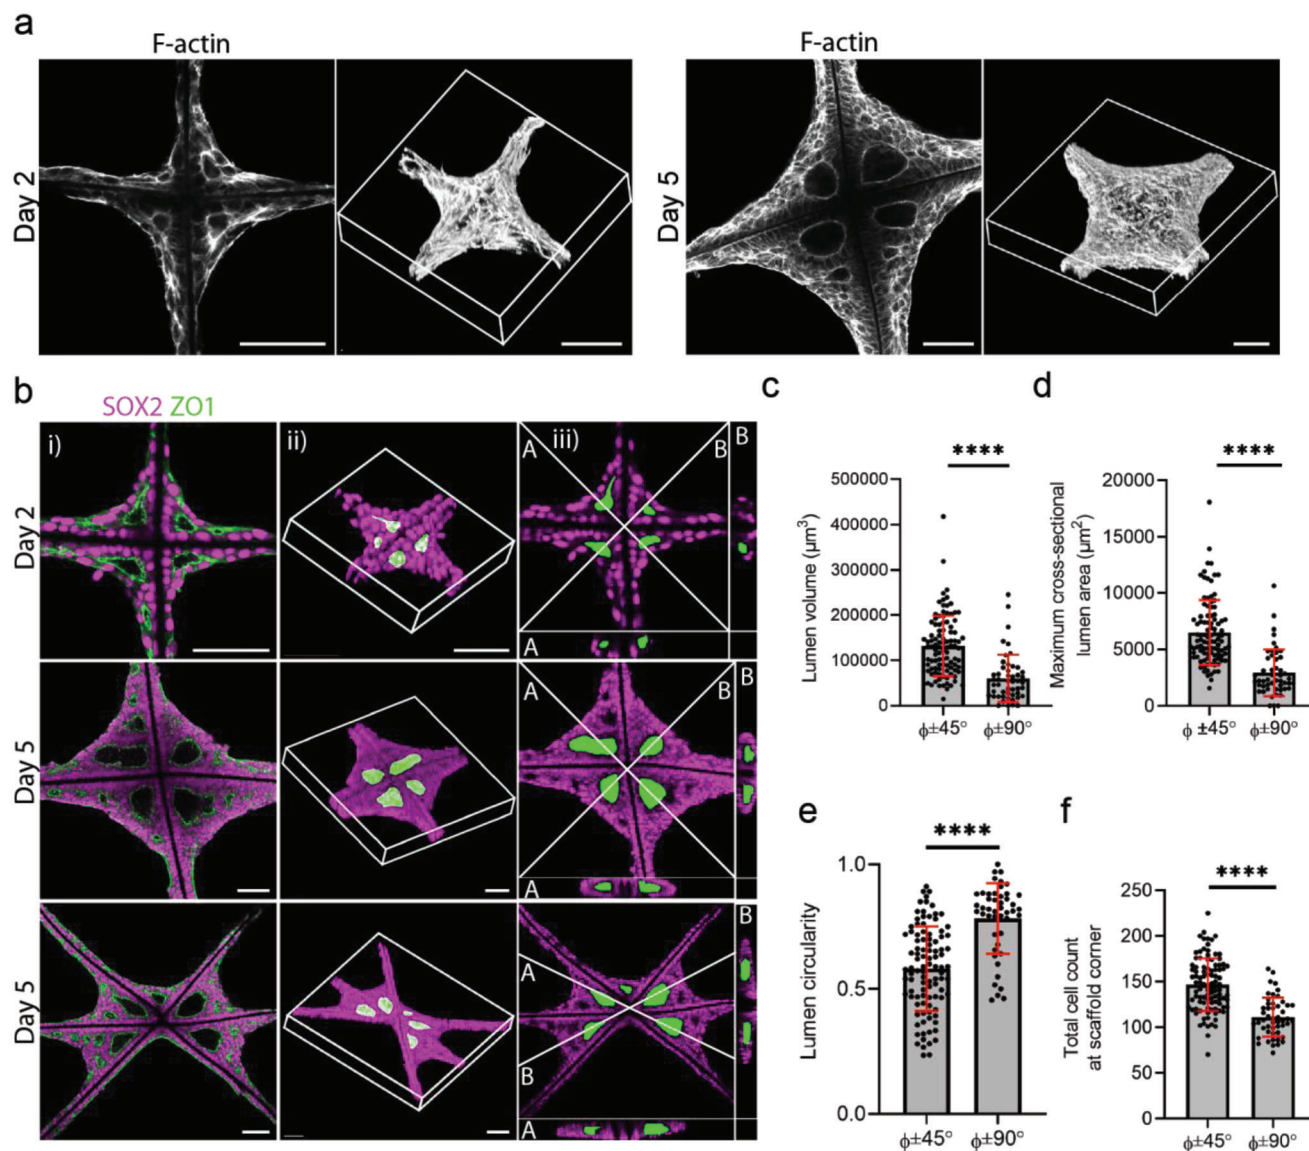 a
F-actin
F-actin
Day 2
Day 5
b
SOX2 ZO1
i)
ii)
iii)
A
B
B
A
Day 2
A
B
B
A
Day 5
A
B
B
A
Day 5
c
****
Lumen volume (µm³)
500000
400000
300000
200000
100000
0
ϕ±45°
ϕ±90°
d
****
Maximum cross-sectional
lumen area (µm²)
20000
15000
10000
5000
0
ϕ ±45°
ϕ±90°
e
****
Lumen circularity
1.0
0.5
0.0
ϕ±45°
ϕ±90°
f
****
Total cell count
at scaffold corner
250
200
150
100
50
0
ϕ±45°
ϕ±90°